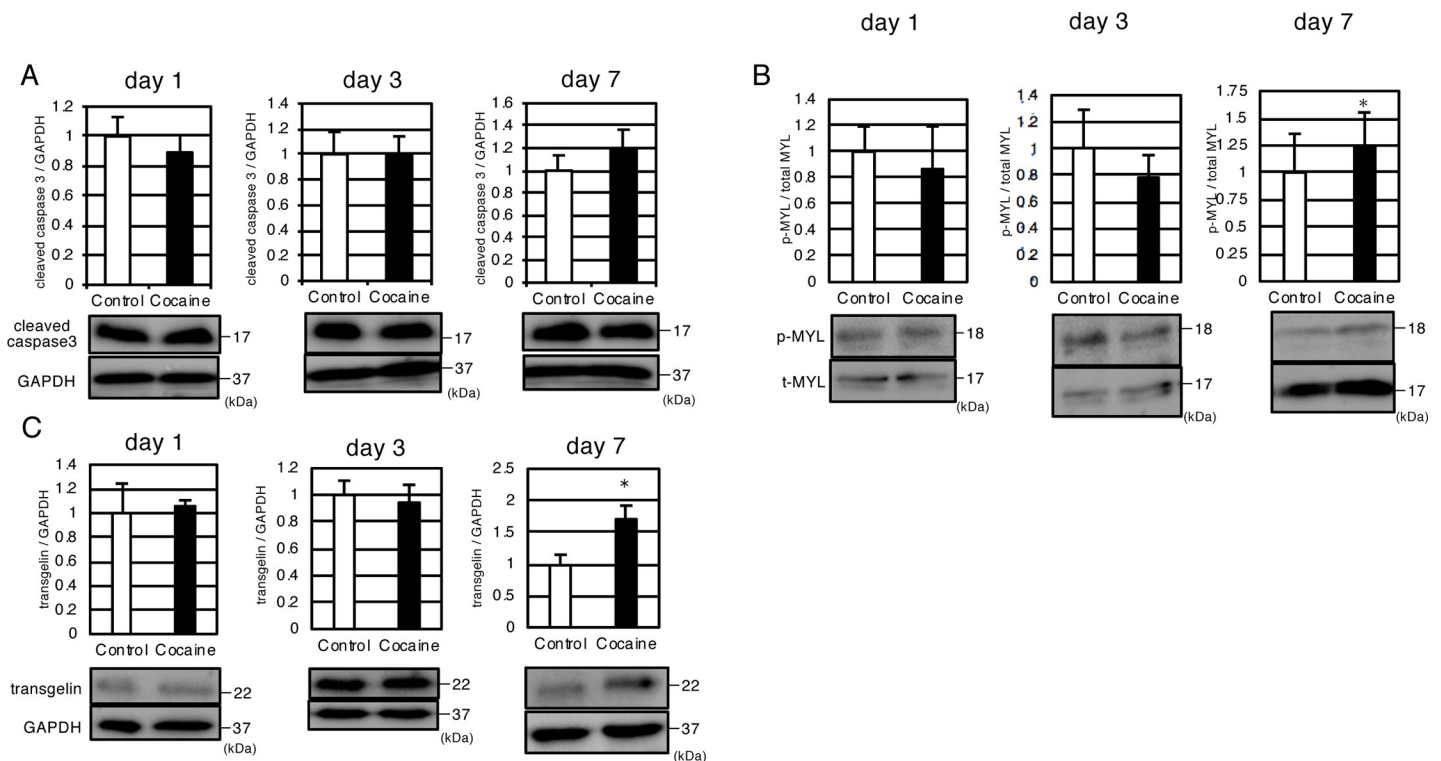 day 1 day 3 day 7
A day 1 day 3 day 7 B
cleaved caspase 3 / GAPDH
1.2
1
0.8
0.6
0.4
0.2
0
Control Cocaine
cleaved caspase 3 / GAPDH
1.4
1.2
1
0.8
0.6
0.4
0.2
0
Control Cocaine
cleaved caspase 3 / GAPDH
1.6
1.4
1.2
1
0.8
0.6
0.4
0.2
0
Control Cocaine
cleaved
caspase3
17
17
17
GAPDH
37
37
37
(kDa)
(kDa)
(kDa)
p-MYL / total MYL
1.4
1.2
1
0.8
0.6
0.4
0.2
0
Control Cocaine
p-MYL / total MYL
1.4
1.2
1
0.8
0.6
0.4
0.2
0
Control Cocaine
p-MYL / total MYL
1.75
1.5
1.25
1
0.75
0.5
0.25
0
*
Control Cocaine
p-MYL
18
18
18
t-MYL
17
17
17
(kDa)
(kDa)
(kDa)
C
day 1 day 3 day 7
transgelin / GAPDH
1.4
1.2
1
0.8
0.6
0.4
0.2
0
Control Cocaine
transgelin / GAPDH
1.2
1
0.8
0.6
0.4
0.2
0
Control Cocaine
transgelin / GAPDH
2.5
2
1.5
1
0.5
0
*
Control Cocaine
transgelin
22
22
22
GAPDH
37
37
37
(kDa)
(kDa)
(kDa)